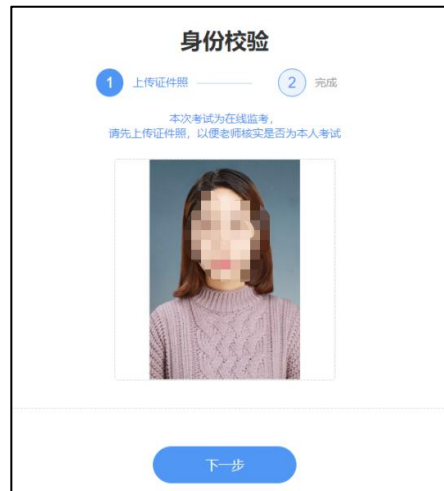 身份校验
1 上传证件照 2 完成
本次考试为在线监考，
请先上传证件照，以便老师核实是否为本人考试
下一步